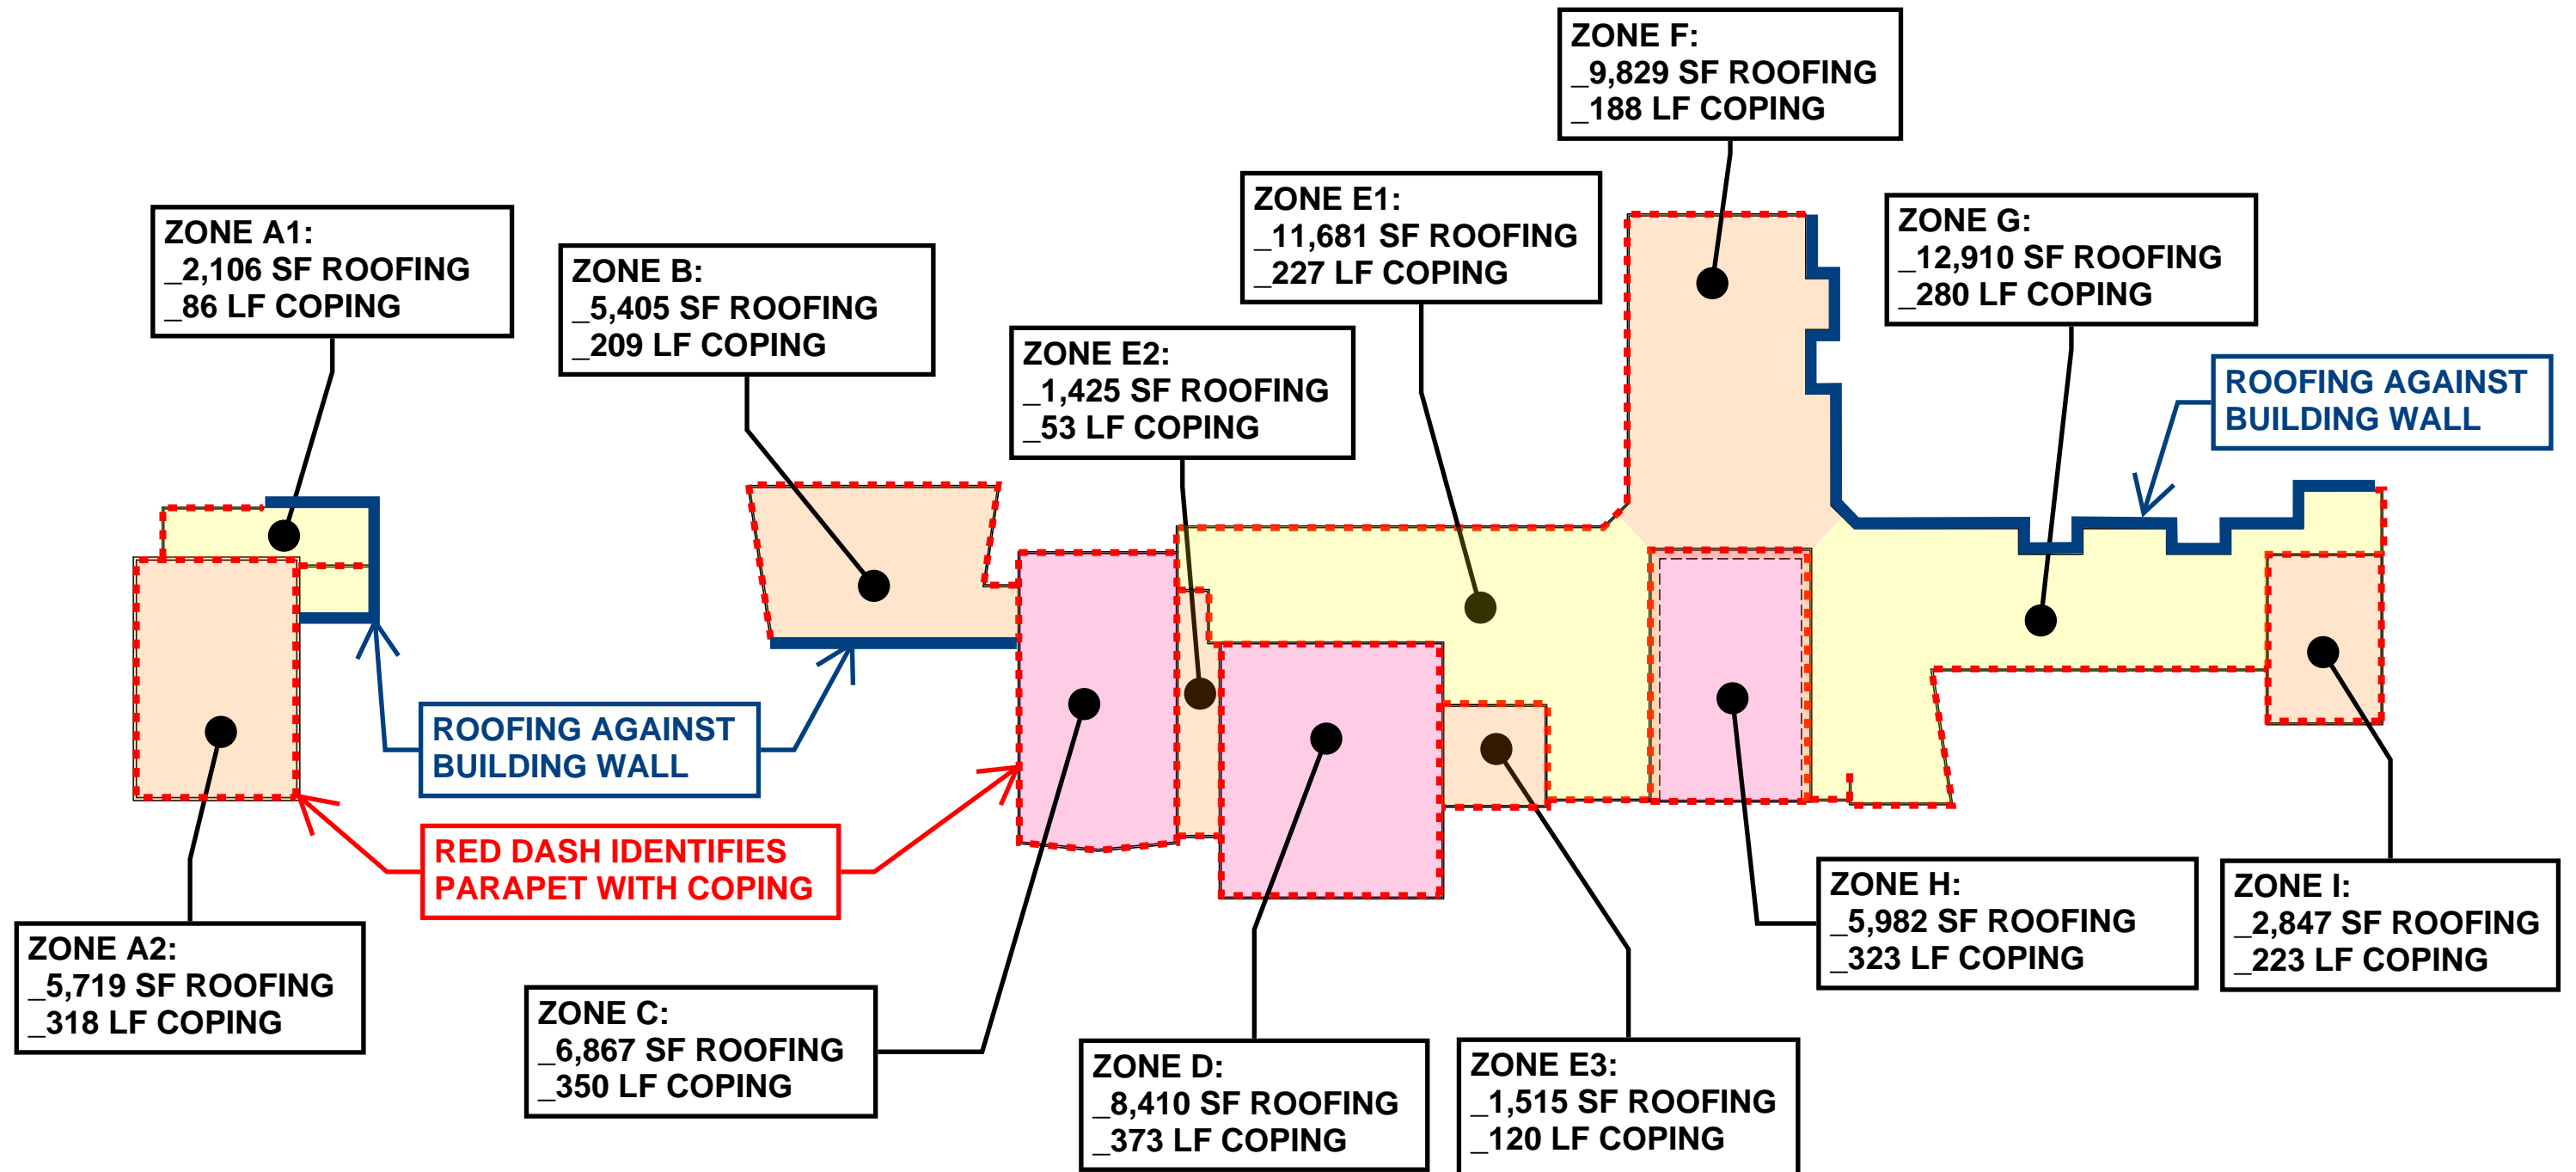 ZONE F:
_9,829 SF ROOFING
_188 LF COPING
ZONE E1:
_11,681 SF ROOFING
_227 LF COPING
ZONE G:
_12,910 SF ROOFING
_280 LF COPING
ZONE A1:
_2,106 SF ROOFING
_86 LF COPING
ZONE B:
_5,405 SF ROOFING
_209 LF COPING
ZONE E2:
_1,425 SF ROOFING
_53 LF COPING
ROOFING AGAINST
BUILDING WALL
ROOFING AGAINST
BUILDING WALL
RED DASH IDENTIFIES
PARAPET WITH COPING
ZONE H:
_5,982 SF ROOFING
_323 LF COPING
ZONE I:
_2,847 SF ROOFING
_223 LF COPING
ZONE A2:
_5,719 SF ROOFING
_318 LF COPING
ZONE C:
_6,867 SF ROOFING
_350 LF COPING
ZONE D:
_8,410 SF ROOFING
_373 LF COPING
ZONE E3:
_1,515 SF ROOFING
_120 LF COPING